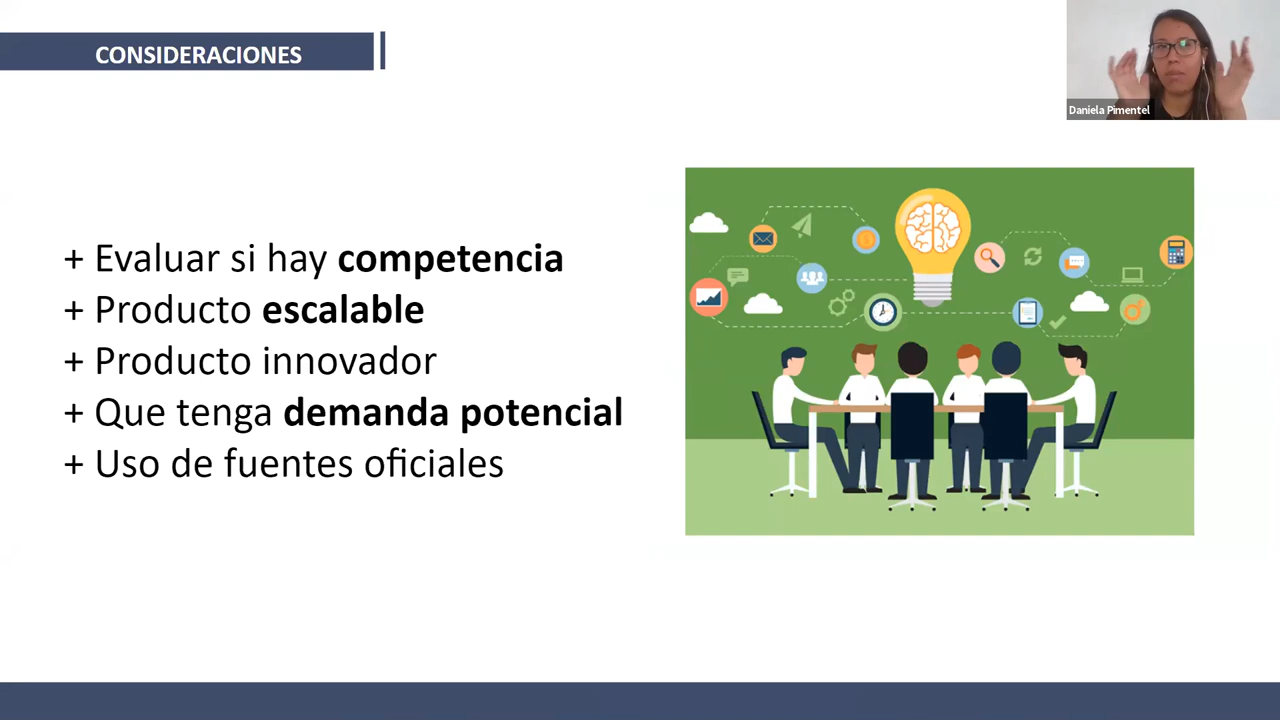 CONSIDERACIONES
Daniela Pimentel
+ Evaluar si hay competencia
+ Producto escalable
+ Producto innovador
+ Que tenga demanda potencial
+ Uso de fuentes oficiales